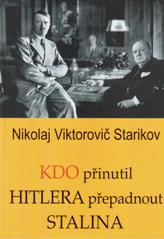 Nikolaj Viktorovič Starikov
KDO přinutil
HITLERA přepadnout
STALINA